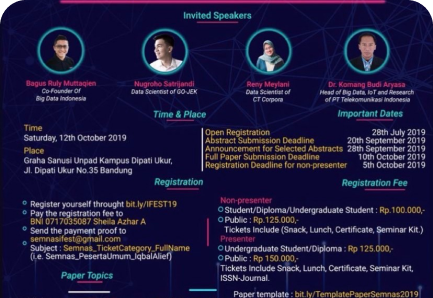 Invited Speakers
Bagus Ruly Muttaqien
Co-Founder Of
Big Data Indonesia
Nugroho Satrijandi
Data Scientist of GO-JEK
Reny Meylani
Data Scientist of
CT Corpora
Dr. Komang Budi Aryasa
Head of Big Data, IoT and Research
of PT Telekomunikasi Indonesia
Time & Place
Time
Saturday, 12th October 2019
Place
Graha Sanusi Unpad Kampus Dipati Ukur,
Jl. Dipati Ukur No.35 Bandung
Important Dates
Open Registration 28th July 2019
Abstract Submission Deadline 20th September 2019
Announcement for Selected Abstracts 28th September 2019
Full Paper Submission Deadline 10th October 2019
Registration Deadline for non-presenter 5th October 2019
Registration
Register yourself throught bit.ly/IFEST19
Pay the registration fee to
BNI 0717035087 Sheila Azhar A
Send the payment proof to
semnasifest@gmail.com
Subject : Semnas_TicketCategory_FullName
(i.e. Semnas_PesertaUmum_IqbalAlief)
Registration Fee
Non-presenter
Student/Diploma/Undergraduate Student : Rp.100.000,-
Public : Rp.125.000,-
Tickets Include (Snack, Lunch, Certificate, Seminar Kit.)
Presenter
Undergraduate Student/Diploma : Rp 125.000,-
Public : Rp 150.000,-
Tickets Include Snack, Lunch, Certificate, Seminar Kit,
ISSN-Journal.
Paper Topics
Paper template : bit.ly/TemplatePaperSemnas2019